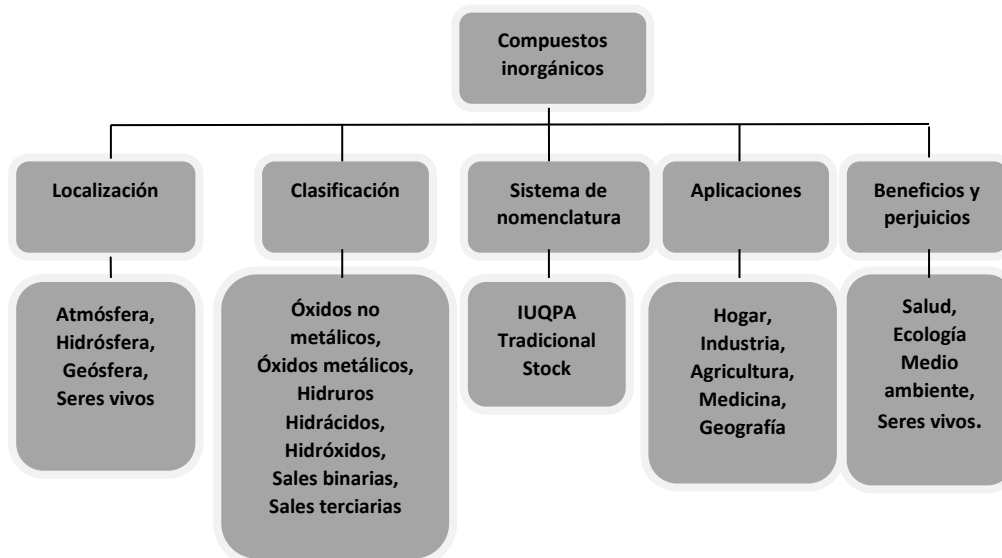 Compuestos
inorgánicos
Localización
Clasificación
Sistema de
nomenclatura
Aplicaciones
Beneficios y
perjuicios
Atmósfera,
Hidrósfera,
Geósfera,
Seres vivos
Óxidos no
metálicos,
Óxidos metálicos,
Hidruros
Hidrácidos,
Hidróxidos,
Sales binarias,
Sales terciarias
IUQPA
Tradicional
Stock
Hogar,
Industria,
Agricultura,
Medicina,
Geografía
Salud,
Ecología
Medio
ambiente,
Seres vivos.